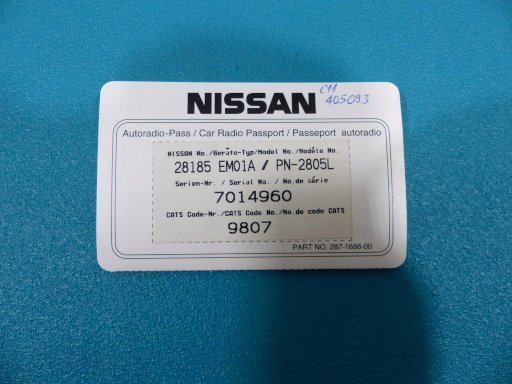 C11
405093
NISSAN
Autoradio-Pass / Car Radio Passport / Passeport autoradio
NISSAN No./Geräte-Typ/Model No./Modéle No.
28185 EM01A / PN-2805L
Serien-Nr. / Serial No. / No.de série
7014960
CATS Code-Nr./CATS Code No./No.de code CATS
9807
PART NO. 287-1686-00